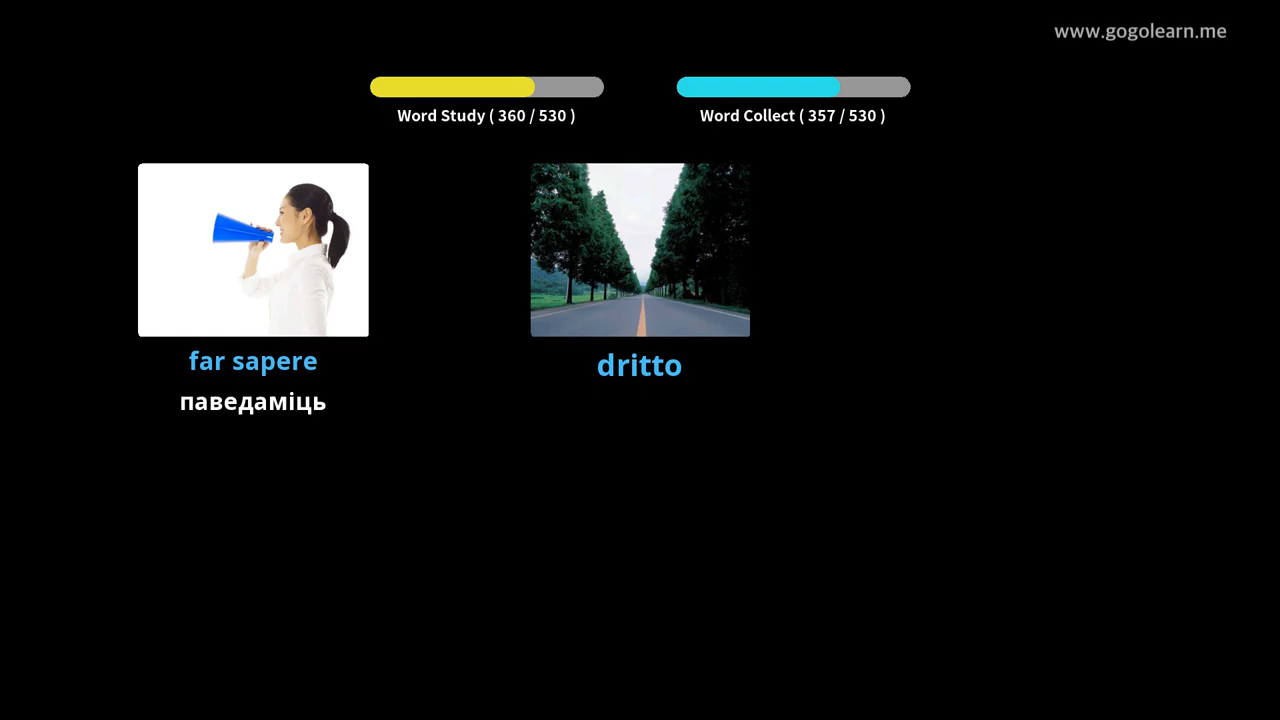 www.gogolearn.me
Word Study ( 360 / 530 )
Word Collect ( 357 / 530 )
far sapere
паведаміць
dritto